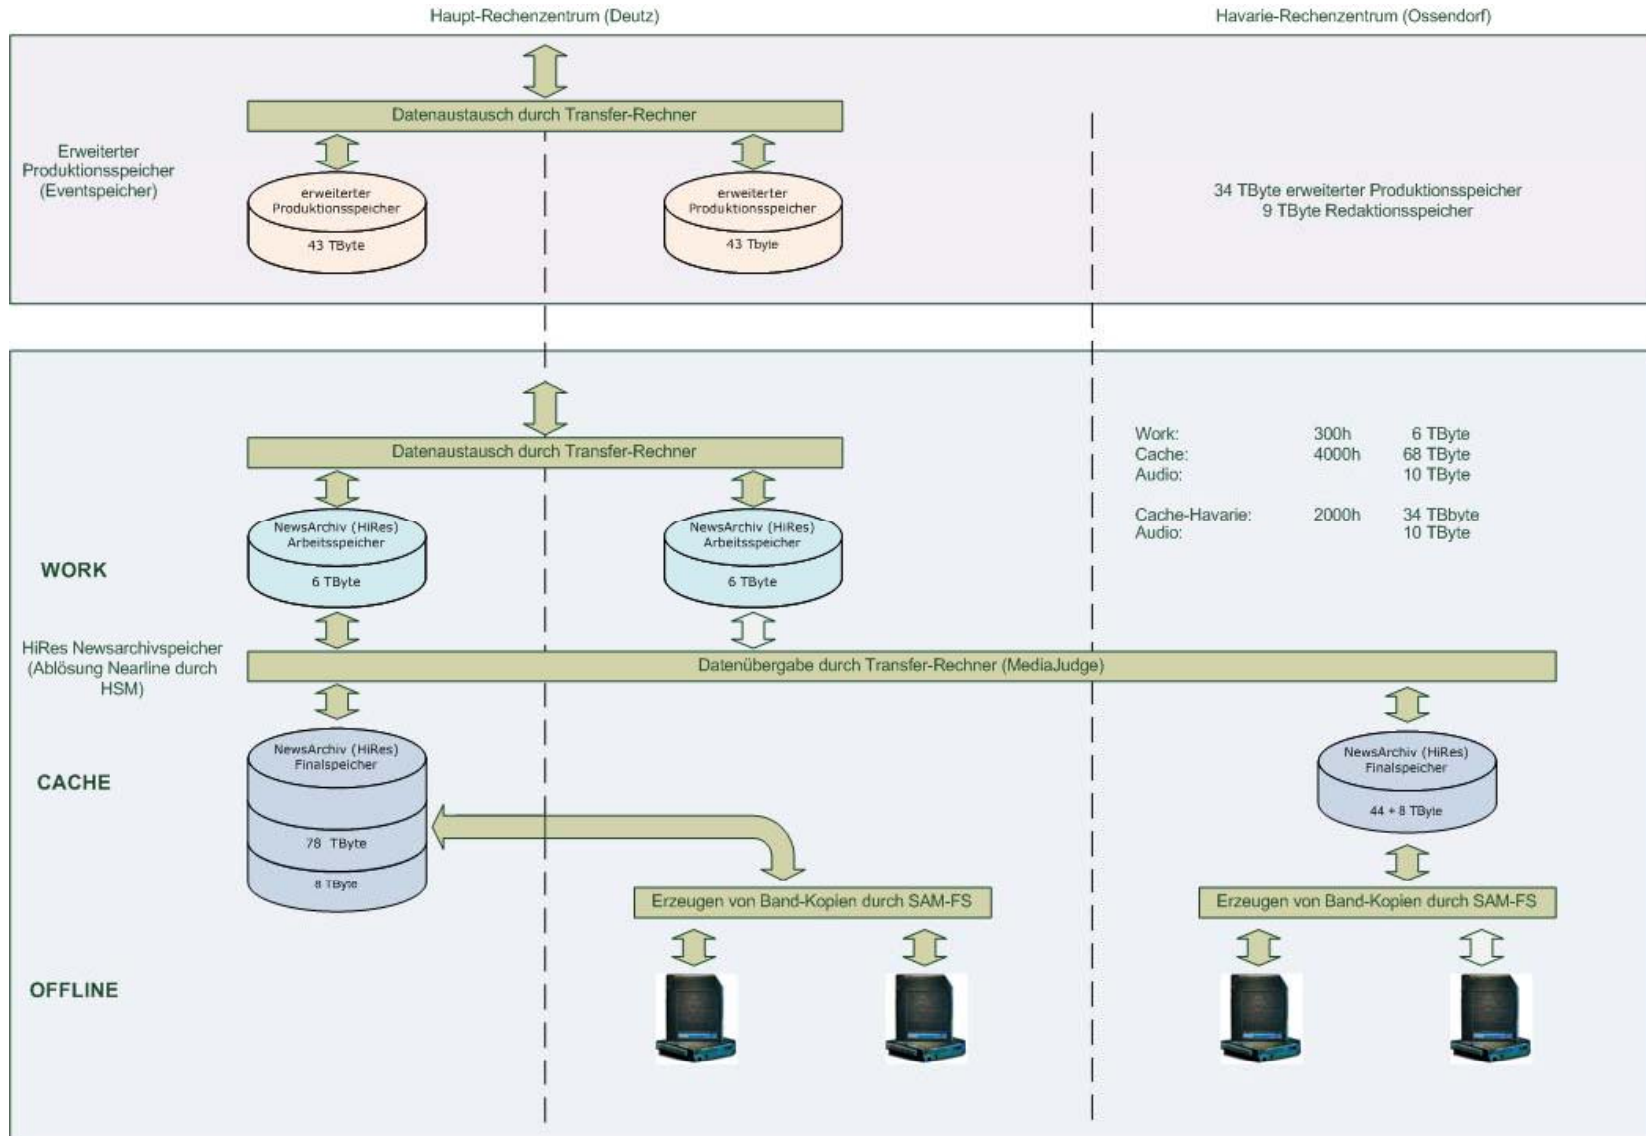 Haupt-Rechenzentrum (Deutz)
Havarie-Rechenzentrum (Ossendorf)
Datenaustausch durch Transfer-Rechner
Erweiterter
Produktionsspeicher
(Eventspeicher)
erweiterter
Produktionsspeicher
43 TByte
erweiterter
Produktionsspeicher
43 Tbyte
34 TByte erweiterter Produktionsspeicher
9 TByte Redaktionsspeicher
Datenaustausch durch Transfer-Rechner
Work: 300h 6 TByte
Cache: 4000h 68 TByte
Audio: 10 TByte
Cache-Havarie: 2000h 34 TBbyte
Audio: 10 TByte
NewsArchiv (HiRes)
Arbeitsspeicher
6 TByte
NewsArchiv (HiRes)
Arbeitsspeicher
6 TByte
WORK
HiRes Newsarchivspeicher
(Ablösung Nearline durch
HSM)
Datenübergabe durch Transfer-Rechner (MediaJudge)
NewsArchiv (HiRes)
Finalspeicher
78 TByte
8 TByte
CACHE
NewsArchiv (HiRes)
Finalspeicher
44 + 8 TByte
Erzeugen von Band-Kopien durch SAM-FS
Erzeugen von Band-Kopien durch SAM-FS
OFFLINE